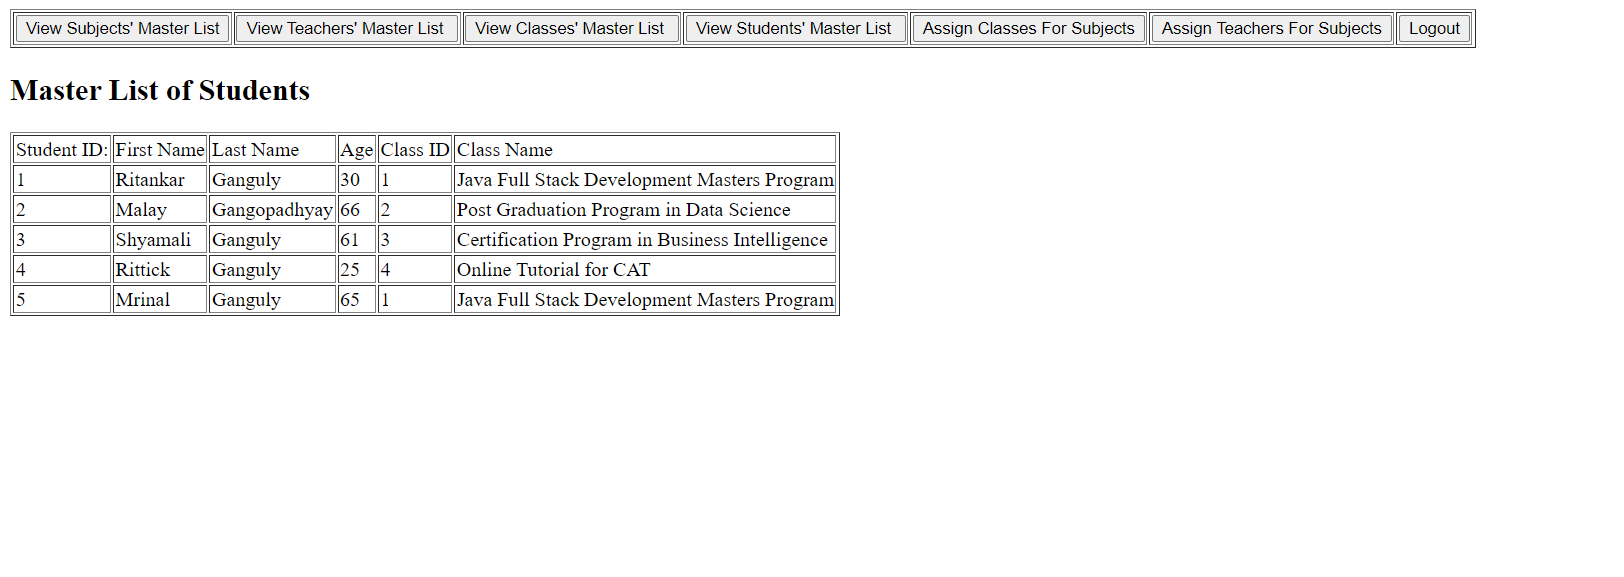 View Subjects' Master List View Teachers' Master List View Classes' Master List View Students' Master List Assign Classes For Subjects Assign Teachers For Subjects Logout
Master List of Students
Student ID: First Name Last Name Age Class ID Class Name
1 Ritankar Ganguly 30 1 Java Full Stack Development Masters Program
2 Malay Gangopadhyay 66 2 Post Graduation Program in Data Science
3 Shyamali Ganguly 61 3 Certification Program in Business Intelligence
4 Rittick Ganguly 25 4 Online Tutorial for CAT
5 Mrinal Ganguly 65 1 Java Full Stack Development Masters Program